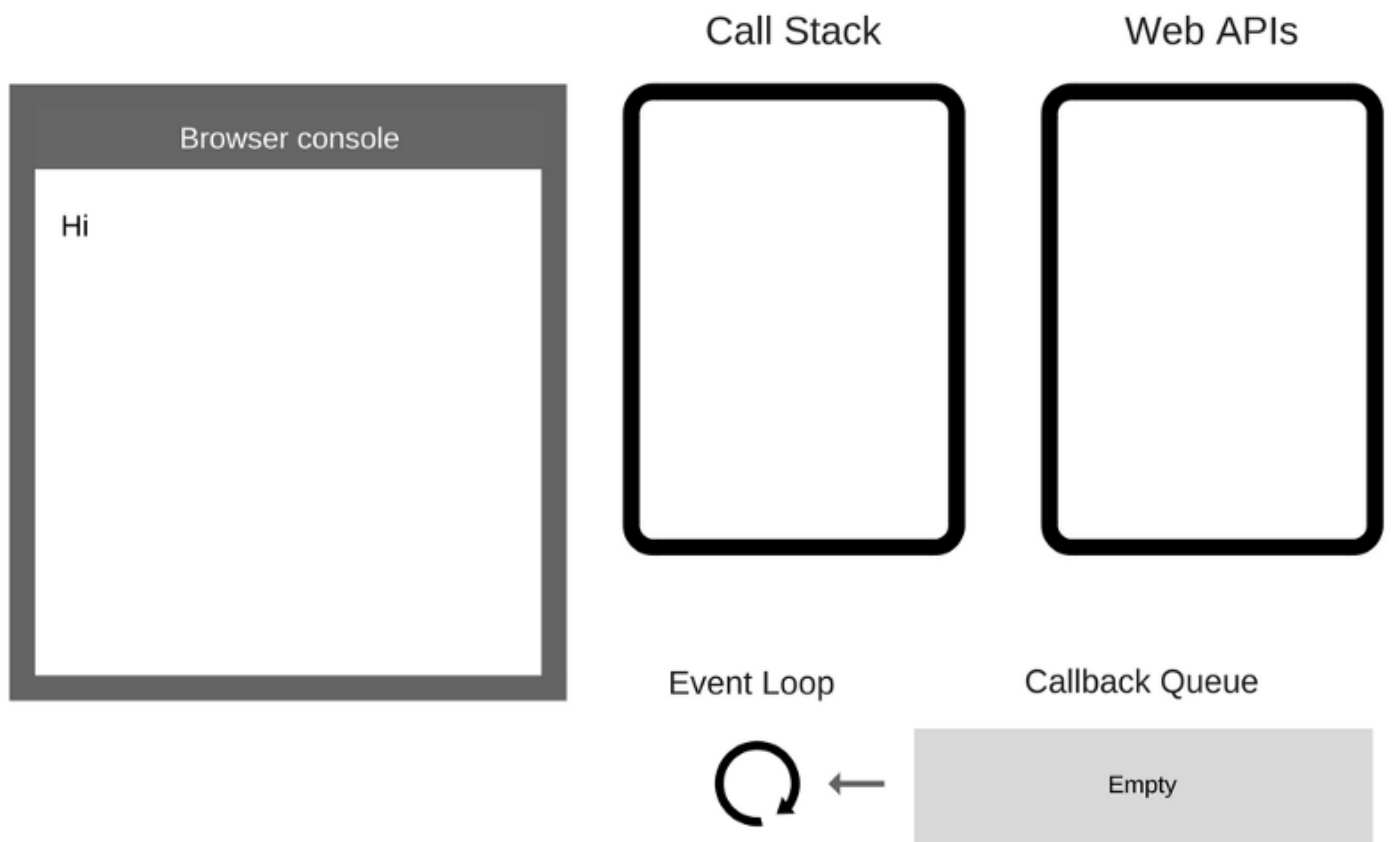 Call Stack
Web APIs
Browser console
Hi
Event Loop
Callback Queue
Empty